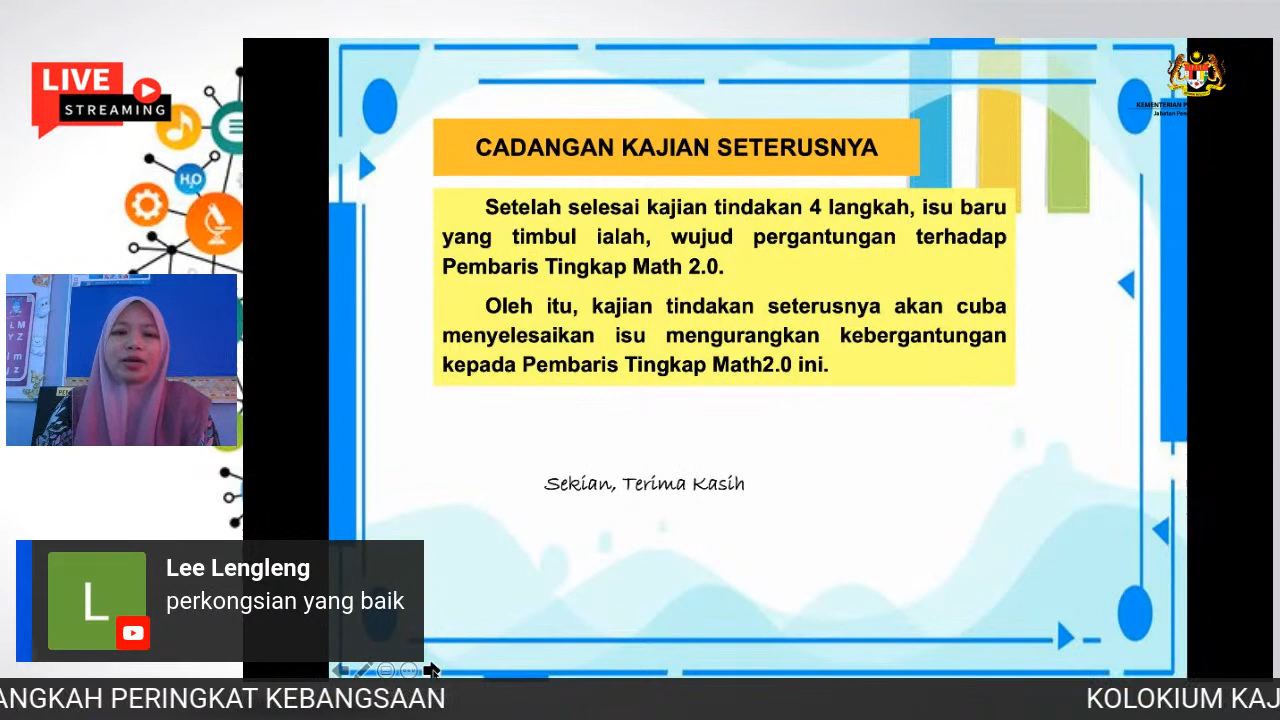 LIVE
STREAMING
H₂O
KEMENTERIAN P
CADANGAN KAJIAN SETERUSNYA
Setelah selesai kajian tindakan 4 langkah, isu baru
yang timbul ialah, wujud pergantungan terhadap
Pembaris Tingkap Math 2.0.
Oleh itu, kajian tindakan seterusnya akan cuba
menyelesaikan isu mengurangkan kebergantungan
kepada Pembaris Tingkap Math2.0 ini.
Sekian, Terima Kasih
L
Lee Lengleng
perkongsian yang baik
ANGKAH PERINGKAT KEBANGSAAN
KOLOKIUM KAJ